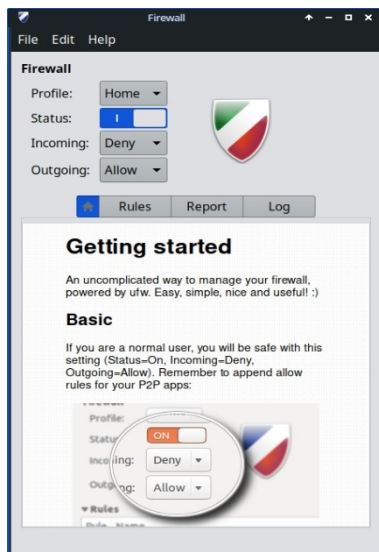 Firewall
File Edit Help
Firewall
Profile: Home
Status:
Incoming: Deny
Outgoing: Allow
Rules Report Log
Getting started
An uncomplicated way to manage your firewall,
powered by ufw. Easy, simple, nice and useful! :)
Basic
If you are a normal user, you will be safe with this
setting (Status=On, Incoming=Deny,
Outgoing=Allow). Remember to append allow
rules for your P2P apps:
Profile:
ON
Deny
Allow
Rules
Rule Name